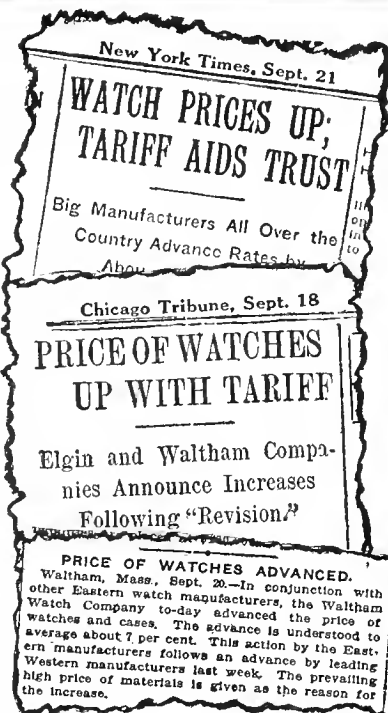 New York Times, Sept. 21
WATCH PRICES UP;
TARIFF AIDS TRUST
Big Manufacturers All Over the
Country Advance Rates by
Chicago Tribune, Sept. 18
PRICE OF WATCHES
UP WITH TARIFF
Elgin and Waltham Compa-
nies Announce Increases
Following "Revision."
PRICE OF WATCHES ADVANCED.
Waltham, Mass., Sept. 20.—In conjunction with
other Eastern watch manufacturers, the Waltham
Watch Company to-day advanced the price of
watches and cases. The advance is understood to
average about 7 per cent. This action by the East-
ern manufacturers follows an advance by leading
Western manufacturers last week. The prevailing
high price of materials is given as the reason for
the increase.